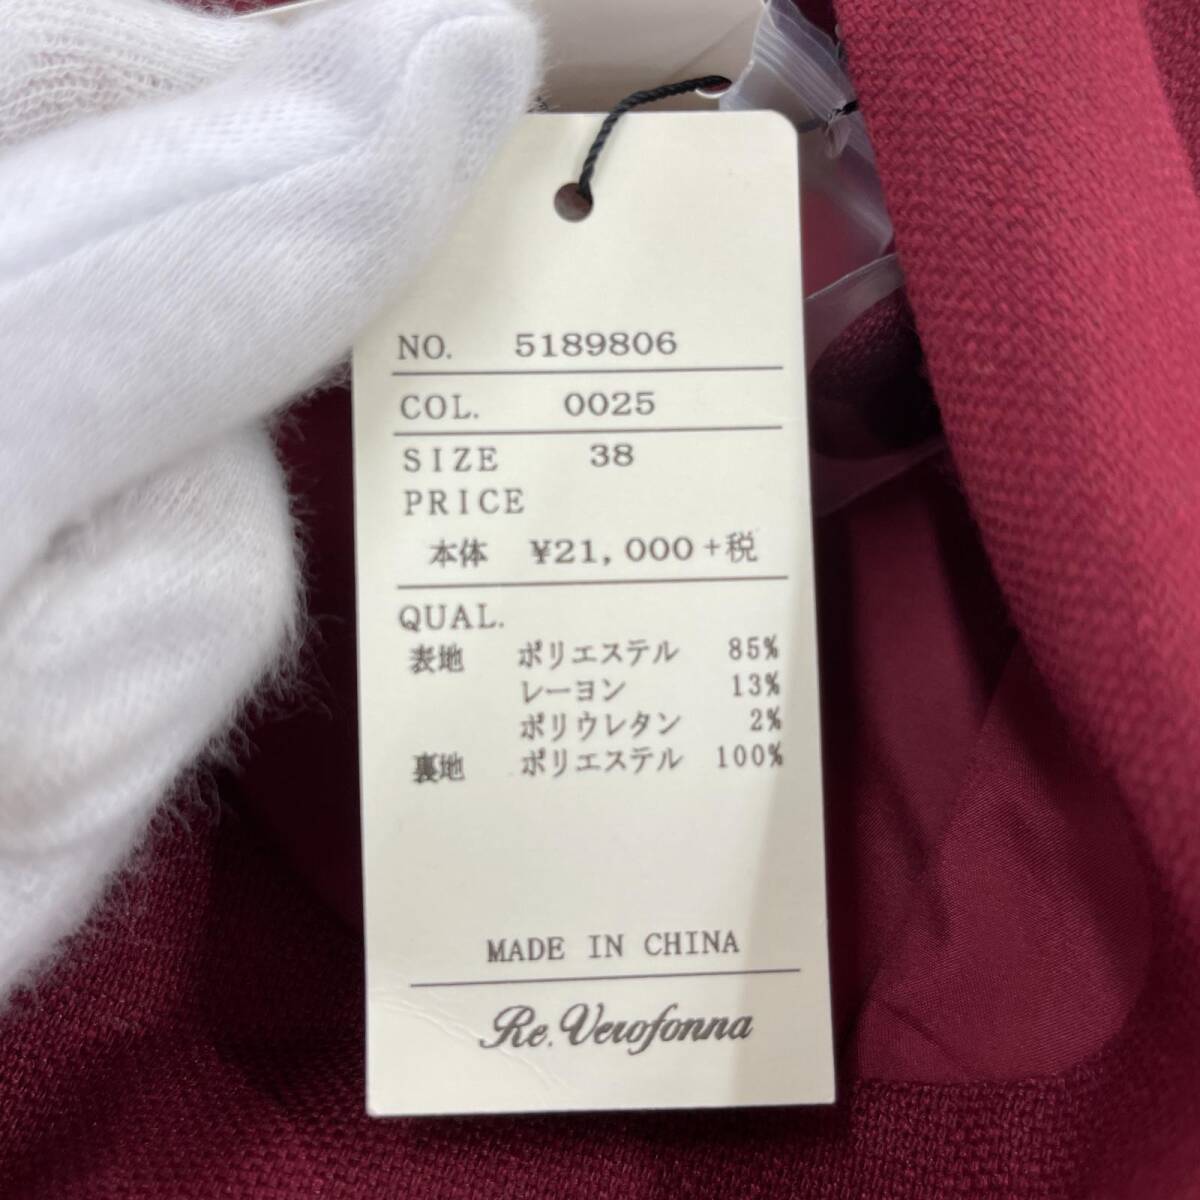 NO. 5189806
COL. 0025
SIZE 38
PRICE
本体 ¥21,000+税
QUAL.
表地 ポリエステル 85%
レーヨン 13%
ポリウレタン 2%
裏地 ポリエステル 100%
MADE IN CHINA
Re.Verofonna